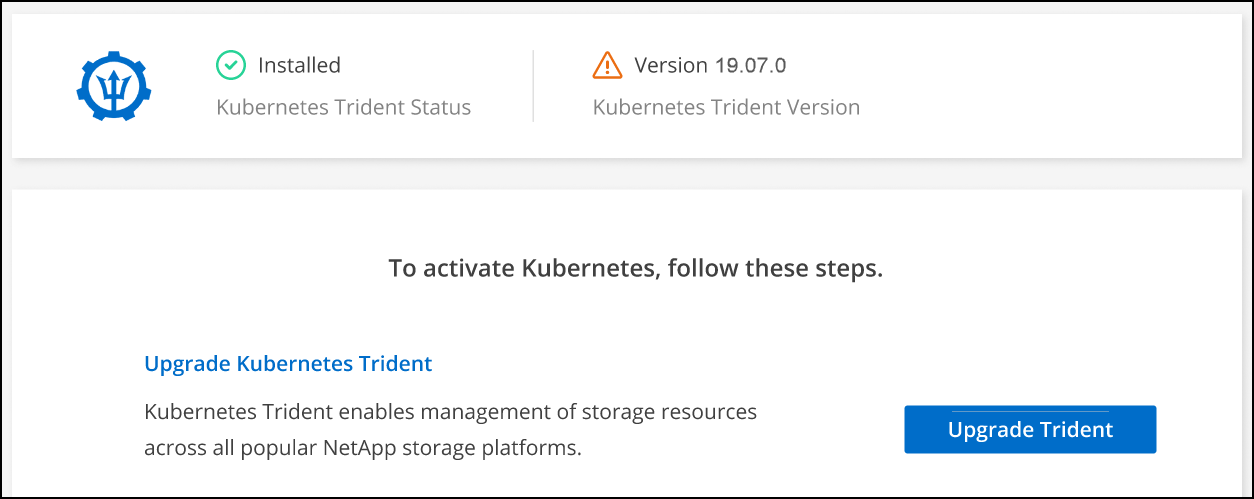 Installed
Version 19.07.0
Kubernetes Trident Status
Kubernetes Trident Version
To activate Kubernetes, follow these steps.
Upgrade Kubernetes Trident
Kubernetes Trident enables management of storage resources
across all popular NetApp storage platforms.
Upgrade Trident